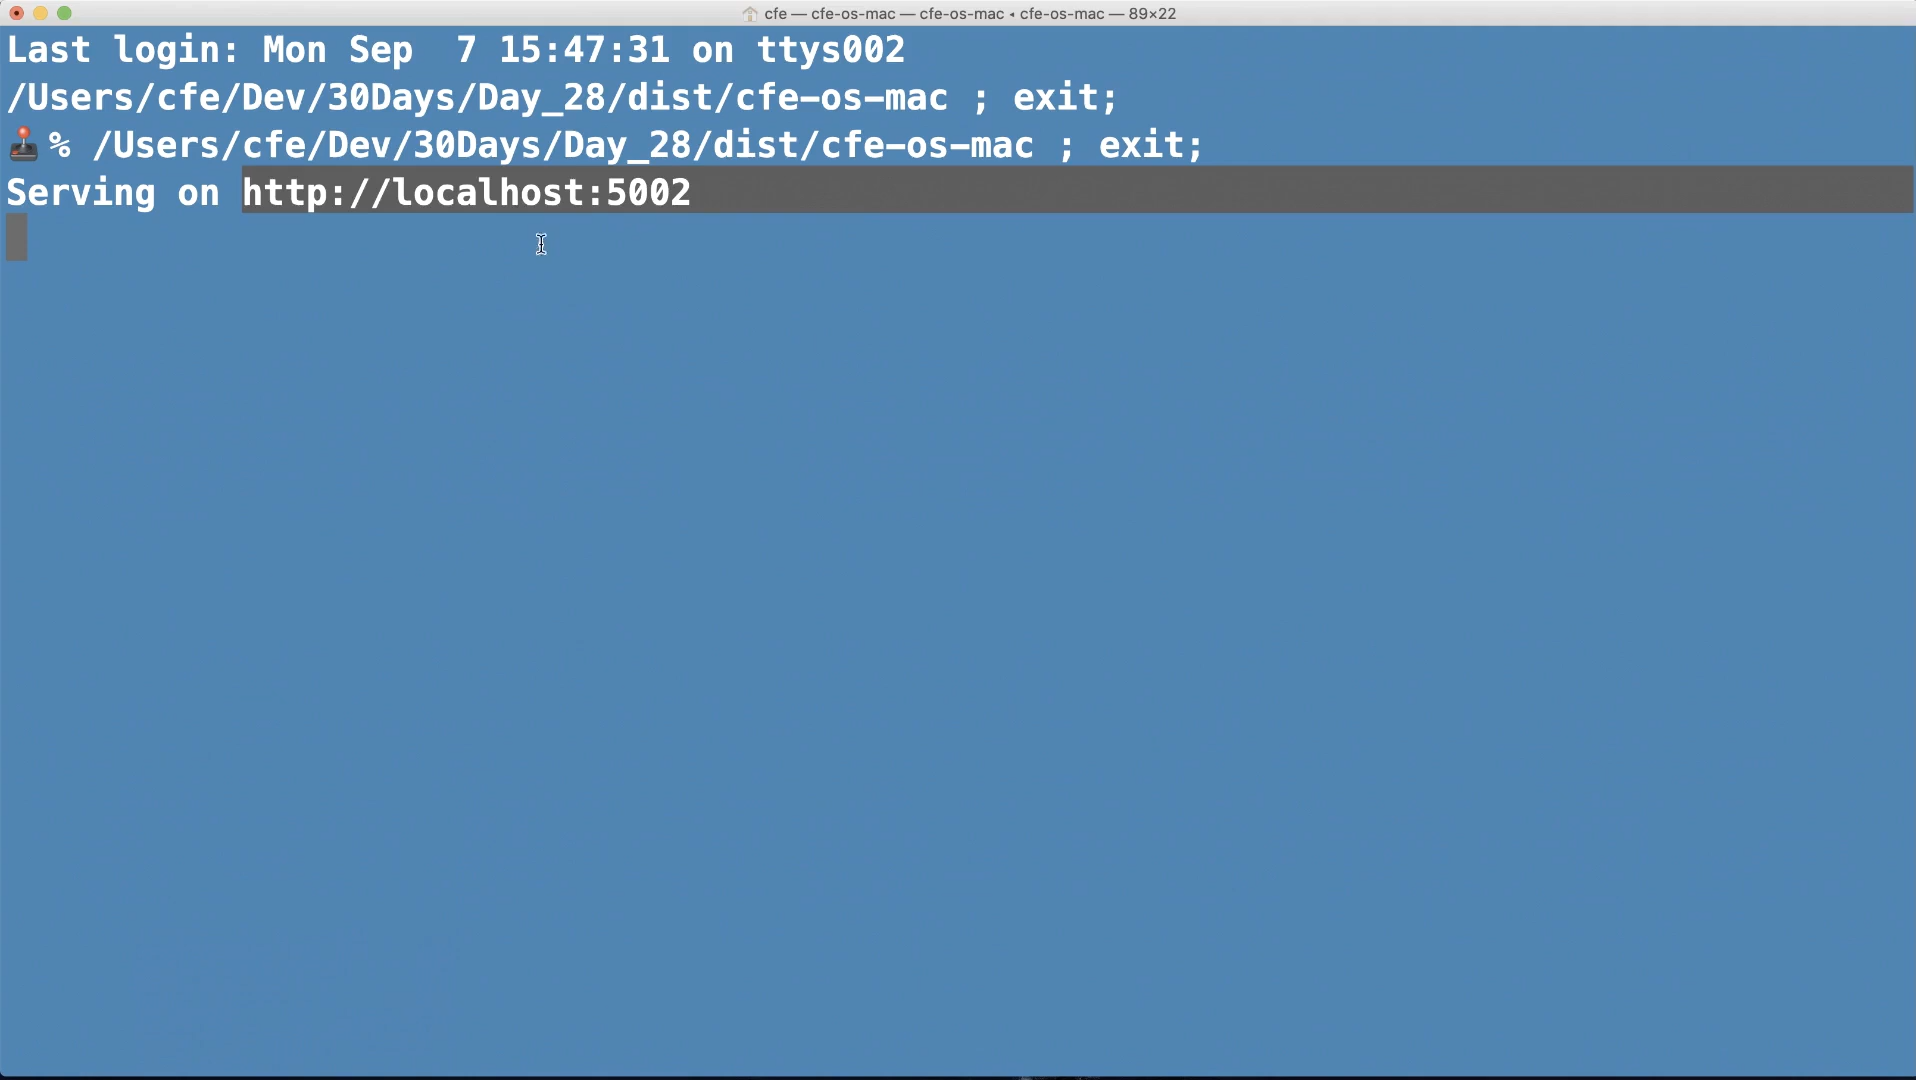 cfe — cfe-os-mac — cfe-os-mac ◂ cfe-os-mac — 89×22
Last login: Mon Sep  7 15:47:31 on ttys002
/Users/cfe/Dev/30Days/Day_28/dist/cfe-os-mac ; exit;
🕹 % /Users/cfe/Dev/30Days/Day_28/dist/cfe-os-mac ; exit;
Serving on http://localhost:5002